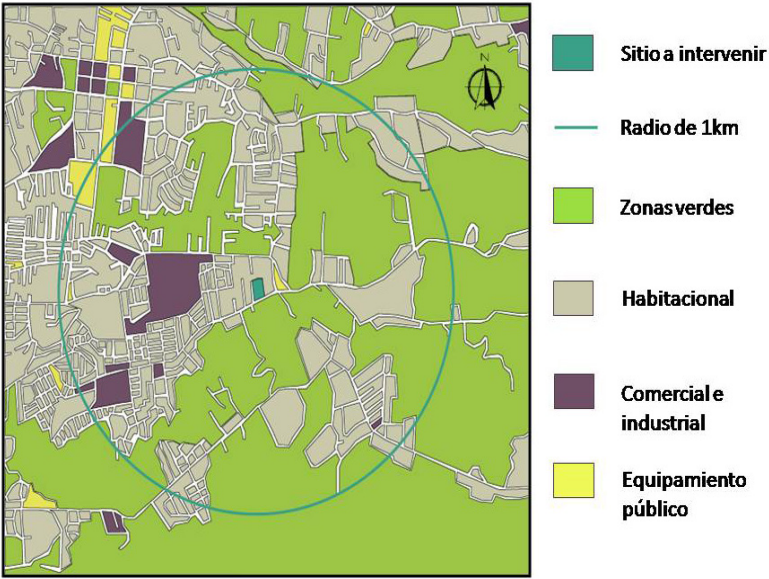 N
Sitio a intervenir
Radio de 1km
Zonas verdes
Habitacional
Comercial e
industrial
Equipamiento
público